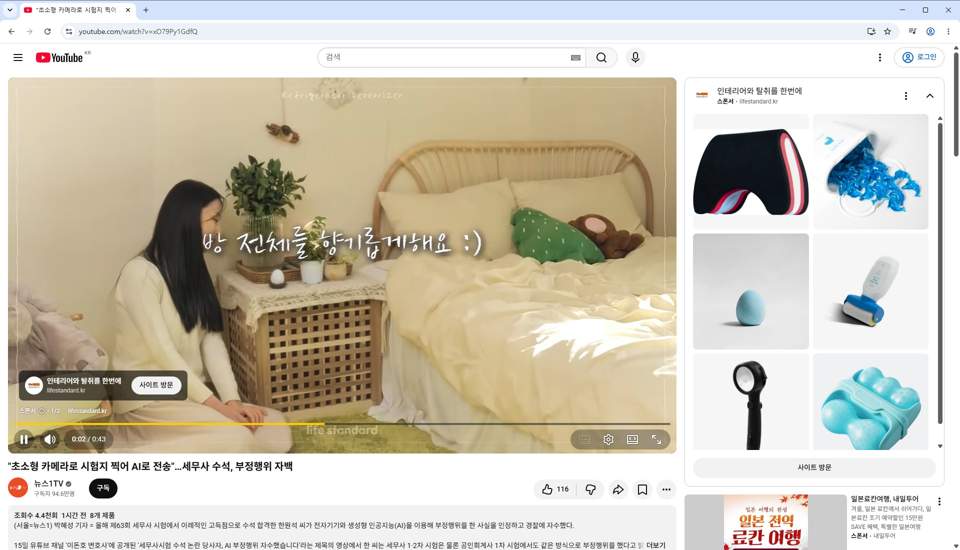 "초소형 카메라로 시험지 찍어
youtube.com/watch?v=xO79Py1GdfQ
YouTube KR
검색
로그인
Refrigerator Deodorizer
방 전체를 향기롭게해요 :)
인테리어와 탈취를 한번에
lifestandard.kr
사이트 방문
스폰서 1/2 lifestandard.kr
life standard
0:02 / 0:43
"초소형 카메라로 시험지 찍어 AI로 전송"...세무사 수석, 부정행위 자백
뉴스1TV
구독자 94.6만명
구독
116
조회수 4.4천회 1시간 전 8개 제품
(서울=뉴스1) 박혜성 기자 = 올해 제63회 세무사 시험에서 이례적인 고득점으로 수석 합격한 한원석 씨가 전자기기와 생성형 인공지능(AI)을 이용해 부정행위를 한 사실을 인정하고 경찰에 자수했다.
15일 유튜브 채널 '이돈호 변호사'에 공개된 '세무사시험 수석 논란 당사자, AI 부정행위 자수했습니다'라는 제목의 영상에서 한 씨는 세무사 1·2차 시험은 물론 공인회계사 1차 시험에서도 같은 방식으로 부정행위를 했다고 밝 더보기
인테리어와 탈취를 한번에
스폰서 · lifestandard.kr
사이트 방문
일본 여행의 완성
일본 전역
료칸 여행
일본료칸여행, 내일투어
겨울, 일본 료칸에서 쉬어가다, 일
본료칸 조기 예약할인 15만원
SAVE 혜택, 특별한 일본여행
스폰서 · 내일투어